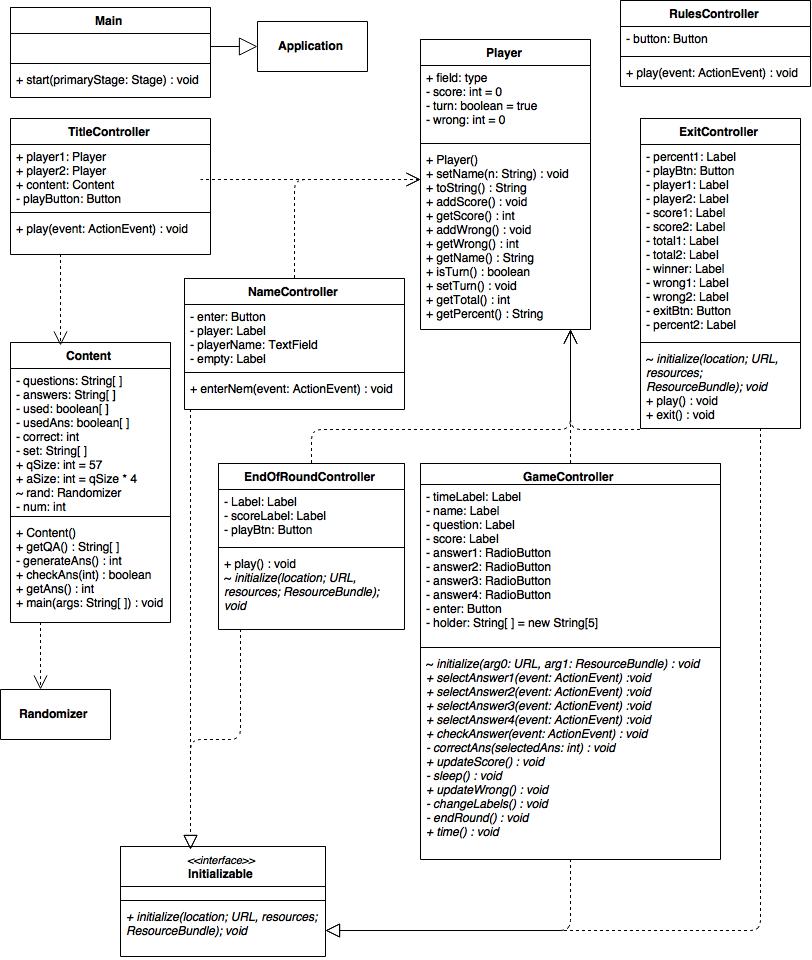 Main
+ start(primaryStage: Stage) : void
Application
RulesController
- button: Button
+ play(event: ActionEvent) : void
Player
+ field: type
- score: int = 0
- turn: boolean = true
- wrong: int = 0
+ Player()
+ setName(n: String) : void
+ toString() : String
+ addScore() : void
+ getScore() : int
+ addWrong() : void
+ getWrong() : int
+ getName() : String
+ isTurn() : boolean
+ setTurn() : void
+ getTotal() : int
+ getPercent() : String
TitleController
+ player1: Player
+ player2: Player
+ content: Content
- playButton: Button
+ play(event: ActionEvent) : void
ExitController
- percent1: Label
- playBtn: Button
- player1: Label
- player2: Label
- score1: Label
- score2: Label
- total1: Label
- total2: Label
- winner: Label
- wrong1: Label
- wrong2: Label
- exitBtn: Button
- percent2: Label
~ initialize(location; URL,
resources;
ResourceBundle); void
+ play() : void
+ exit() : void
NameController
- enter: Button
- player: Label
- playerName: TextField
- empty: Label
+ enterNem(event: ActionEvent) : void
Content
- questions: String[ ]
- answers: String[ ]
- used: boolean[ ]
- usedAns: boolean[ ]
- correct: int
- set: String[ ]
+ qSize: int = 57
+ aSize: int = qSize * 4
~ rand: Randomizer
- num: int
+ Content()
+ getQA() : String[ ]
- generateAns() : int
+ checkAns(int) : boolean
+ getAns() : int
+ main(args: String[ ]) : void
EndOfRoundController
- Label: Label
- scoreLabel: Label
- playBtn: Button
+ play() : void
~ initialize(location; URL,
resources; ResourceBundle);
void
GameController
- timeLabel: Label
- name: Label
- question: Label
- score: Label
- answer1: RadioButton
- answer2: RadioButton
- answer3: RadioButton
- answer4: RadioButton
- enter: Button
- holder: String[ ] = new String[5]
~ initialize(arg0: URL, arg1: ResourceBundle) : void
+ selectAnswer1(event: ActionEvent) :void
+ selectAnswer2(event: ActionEvent) :void
+ selectAnswer3(event: ActionEvent) :void
+ selectAnswer4(event: ActionEvent) :void
+ checkAnswer(event: ActionEvent) : void
- correctAns(selectedAns: int) : void
+ updateScore() : void
- sleep() : void
+ updateWrong() : void
- changeLabels() : void
- endRound() : void
+ time() : void
Randomizer
<<interface>>
Initializable
+ initialize(location; URL, resources;
ResourceBundle); void